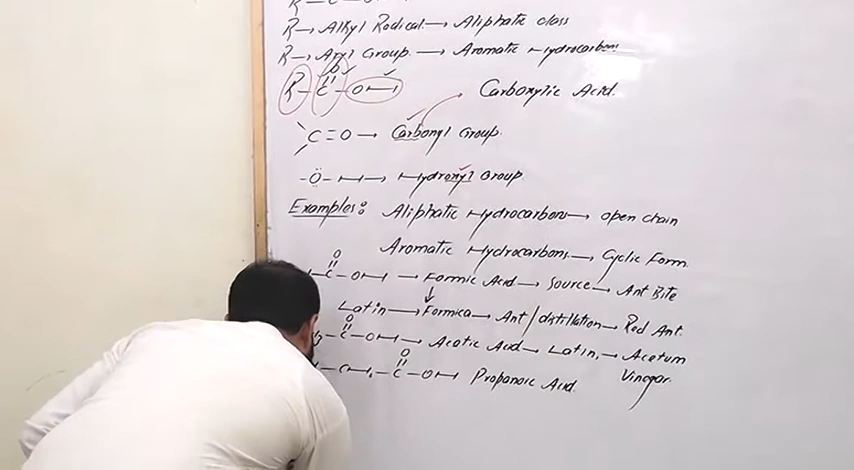 R → Alkyl Radical → Aliphatic class
R → Aryl Group → Aromatic Hydrocarbons
R - C - O - H Carboxylic Acid.
O
C = O → Carbonyl Group.
- Ö - H → Hydroxyl Group.
Examples: Aliphatic Hydrocarbons → open chain
Aromatic Hydrocarbons → Cyclic Form.
O
C - O - H → Formic Acid → Source → Ant Bite
Latin → Formica → Ant / distillation → Red Ant.
O
C - O - H → Acetic Acid → Latin, → Acetum
Vinegar.
O
- C - C - O - H Propanoic Acid.